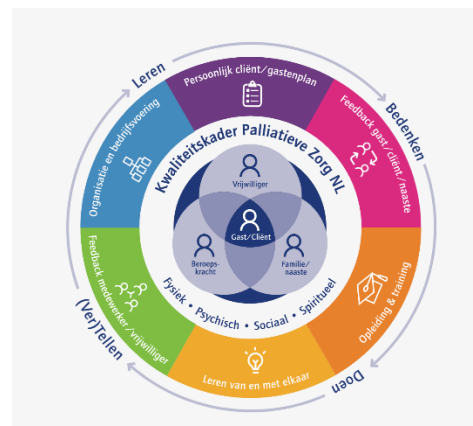 Leren
Bedenken
Doen
(Ver)Tellen
Persoonlijk cliënt/gastenplan
Feedback gast/cliënt/
naaste
Opleiding & training
Leren van en met elkaar
Feedback medewerker/vrijwilliger
Organisatie en bedrijfsvoering
Kwaliteitskader Palliatieve Zorg NL
Vrijwilliger
Gast/Cliënt
Beroeps-
kracht
Familie/
naaste
Fysiek • Psychisch • Sociaal • Spiritueel